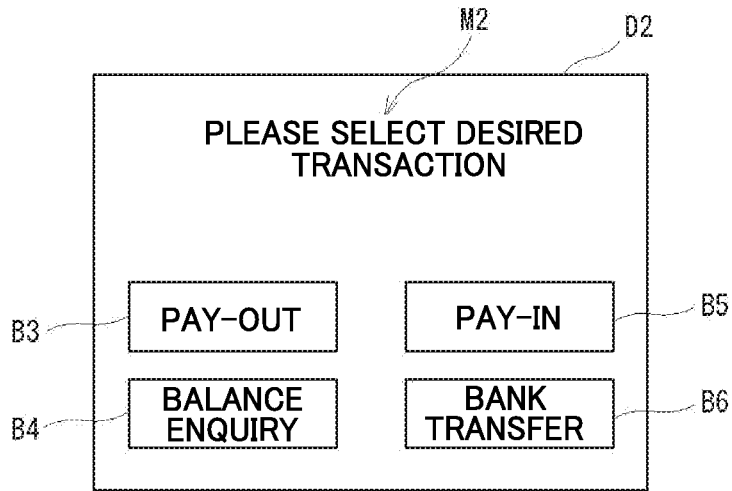 M2
D2
PLEASE SELECT DESIRED
TRANSACTION
B3
PAY-OUT
PAY-IN
B5
B4
BALANCE
ENQUIRY
BANK
TRANSFER
B6